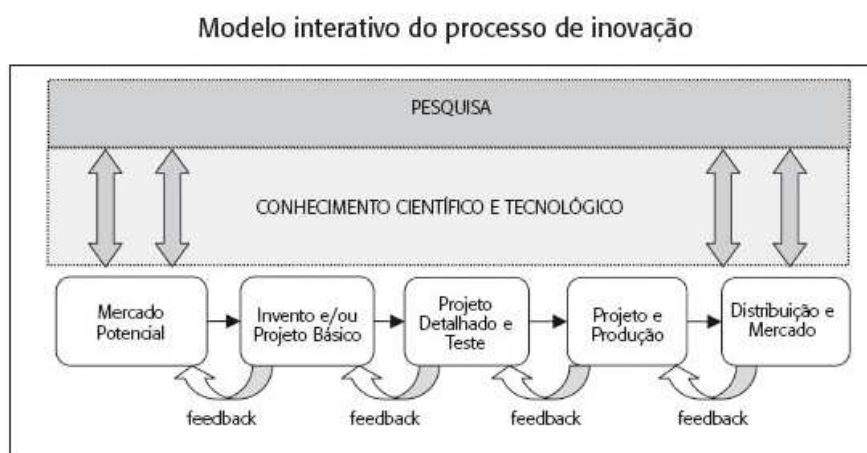 Modelo interativo do processo de inovação
PESQUISA
CONHECIMENTO CIENTÍFICO E TECNOLÓGICO
Mercado
Potencial
Invento e/ou
Projeto Básico
Projeto
Detalhado e
Teste
Projeto e
Produção
Distribuição e
Mercado
feedback
feedback
feedback
feedback